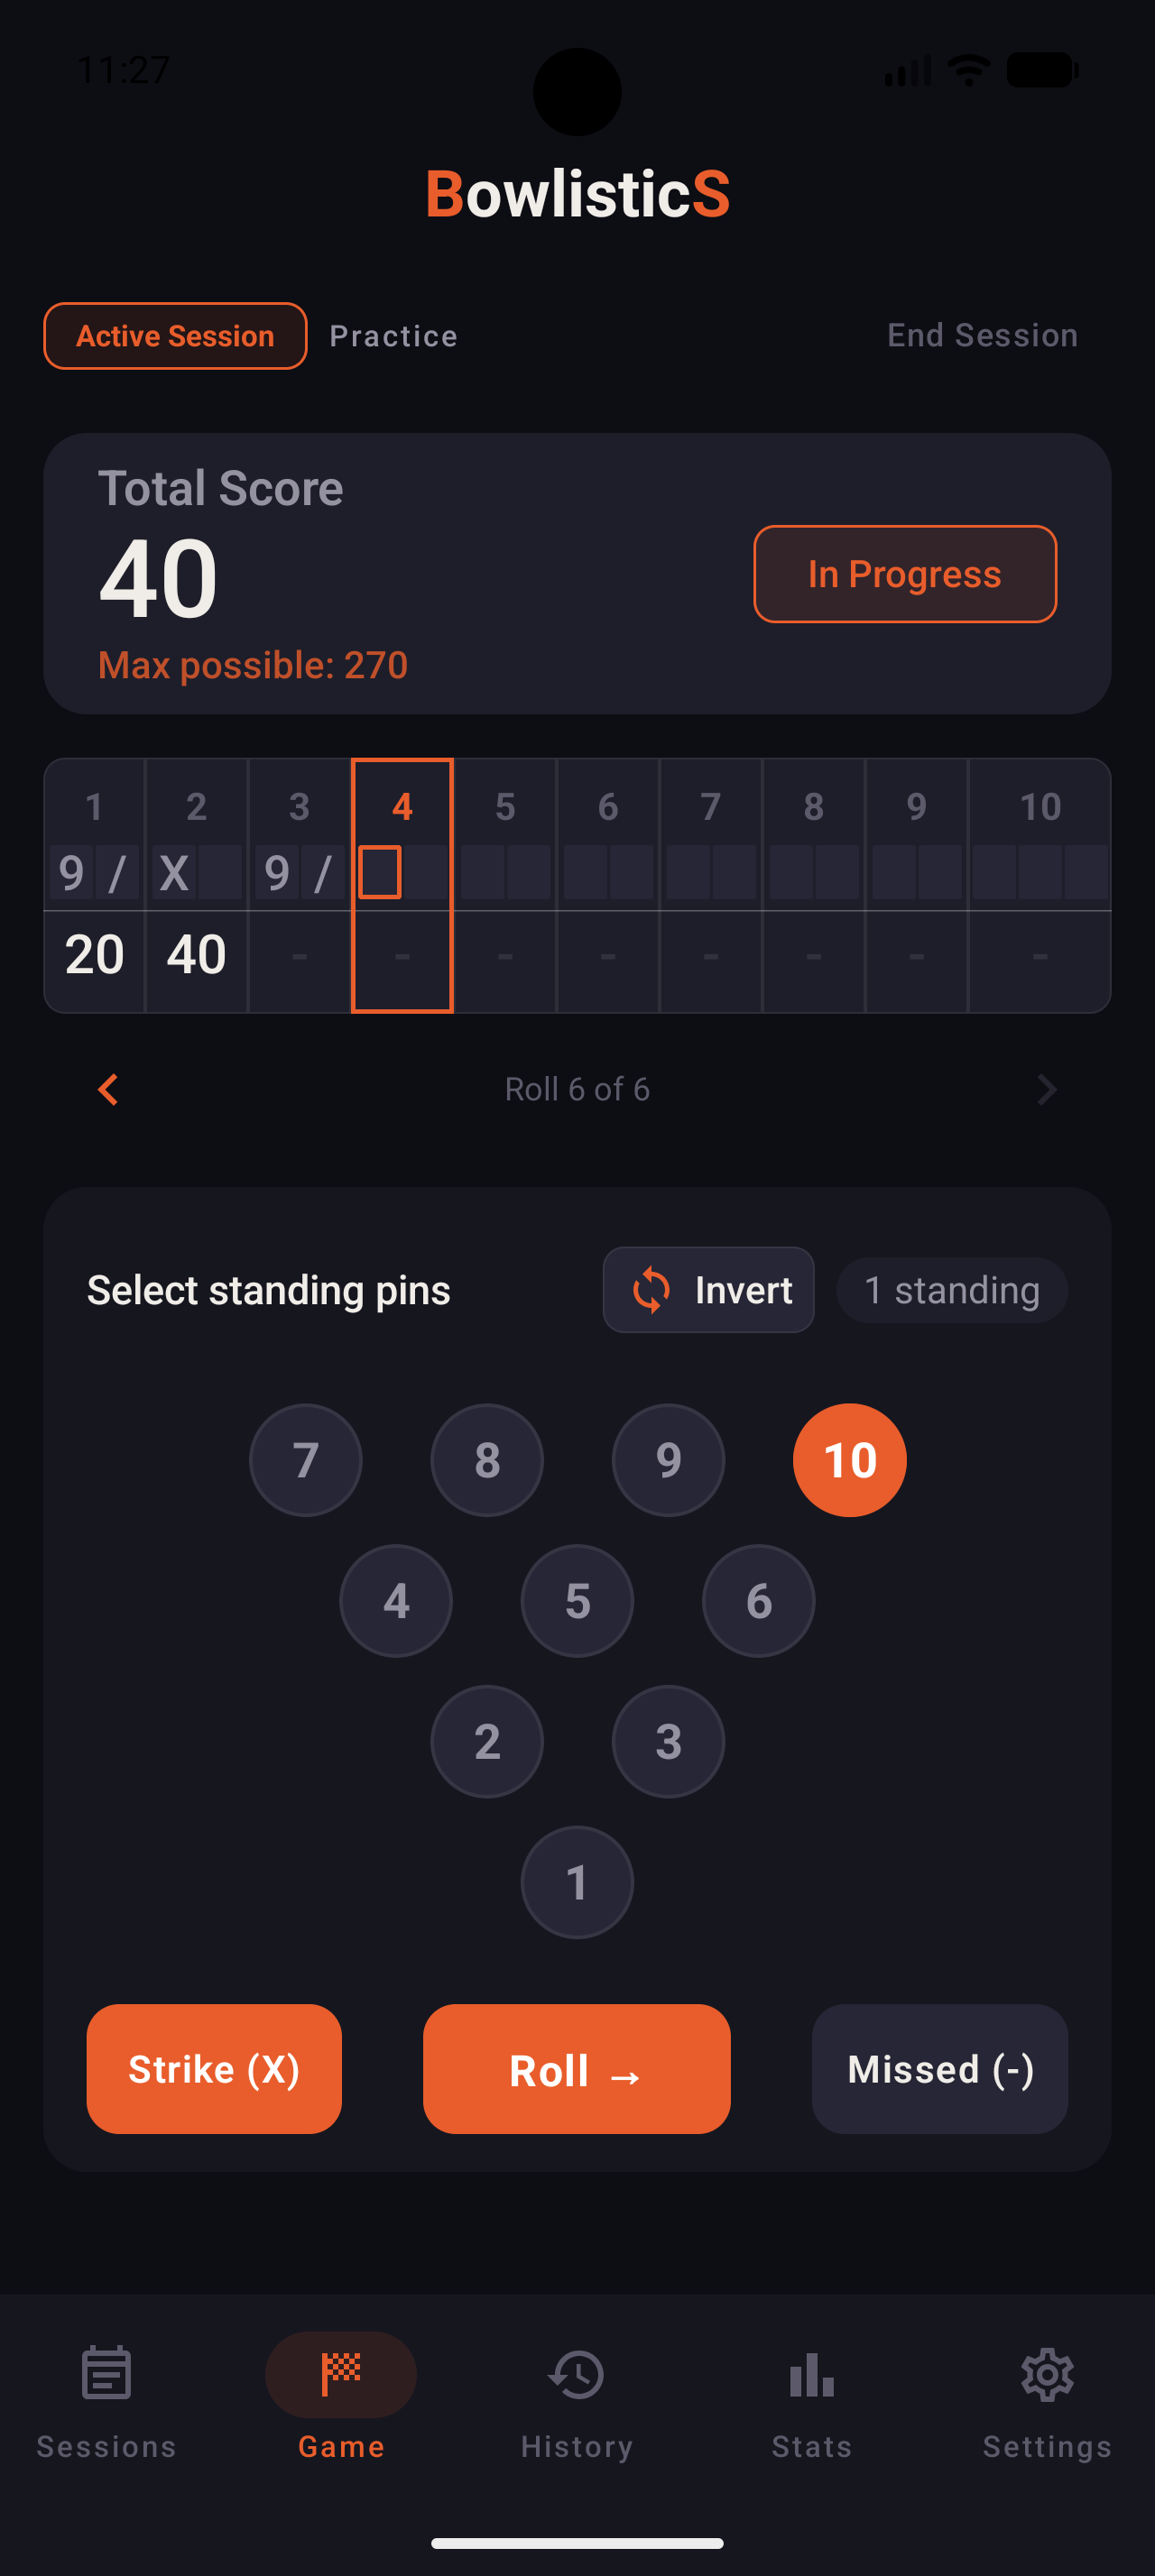 11:27
BowlisticS
Active Session Practice End Session
Total Score
40
In Progress
Max possible: 270
1 2 3 4 5 6 7 8 9 10
9 / X 9 /
20 40 - - - - - - - -
Roll 6 of 6
Select standing pins Invert 1 standing
7 8 9 10
4 5 6
2 3
1
Strike (X) Roll → Missed (-)
Sessions Game History Stats Settings